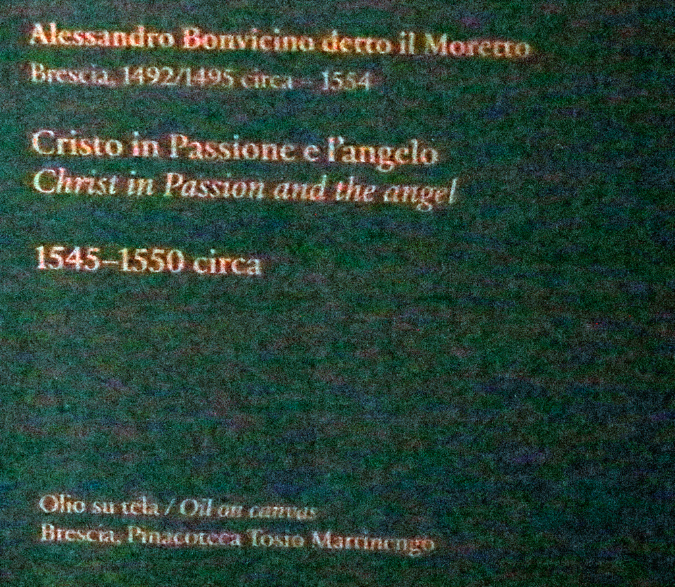 Alessandro Bonvicino detto il Moretto
Brescia, 1492/1495 circa – 1554
Cristo in Passione e l'angelo
Christ in Passion and the angel
1545–1550 circa
Olio su tela / Oil on canvas
Brescia, Pinacoteca Tosio Martinengo